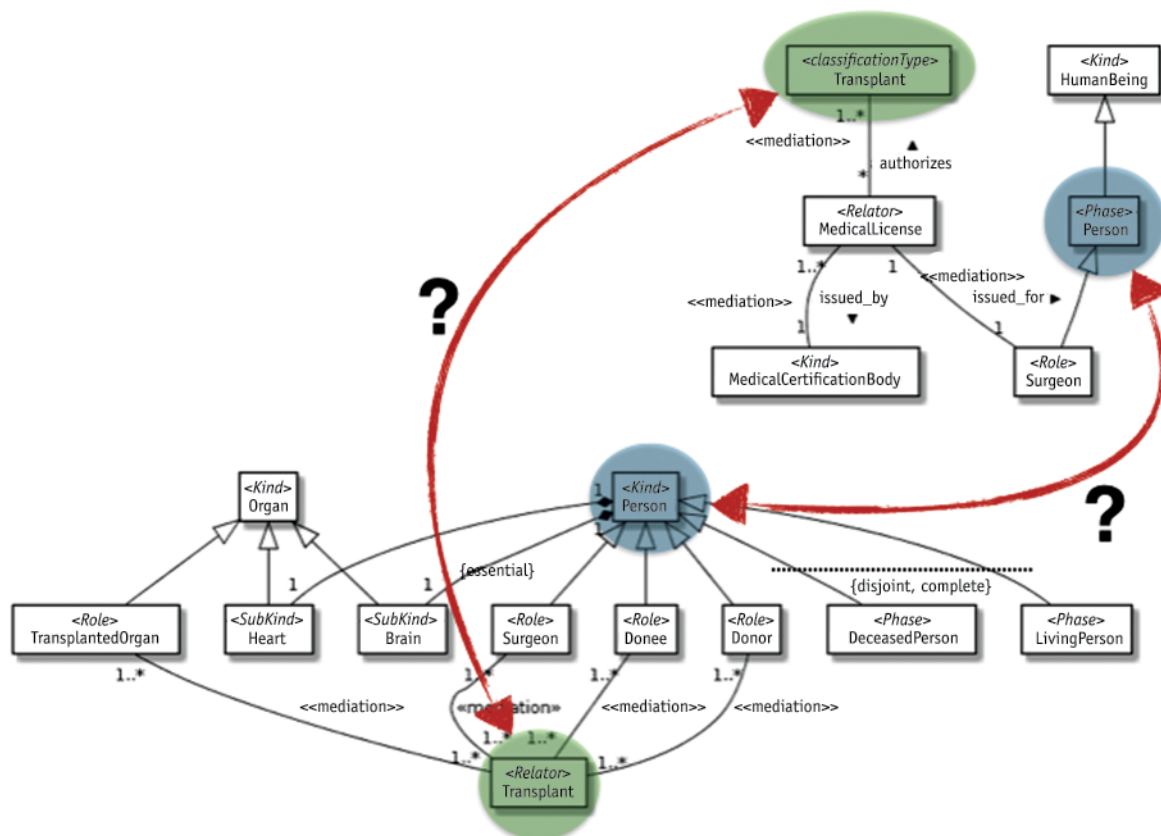 <classificationType>
Transplant
<Kind>
HumanBeing
1..*
<<mediation>>
authorizes
*
<Relator>
MedicalLicense
<Phase>
Person
?
1..*
1
<<mediation>>
<<mediation>>
issued_by
issued_for
1
1
<Kind>
MedicalCertificationBody
<Role>
Surgeon
<Kind>
Organ
1
<Kind>
Person
1
?
1
{essential}
1
{disjoint, complete}
<Role>
TransplantedOrgan
<SubKind>
Heart
<SubKind>
Brain
<Role>
Surgeon
<Role>
Donee
<Role>
Donor
<Phase>
DeceasedPerson
<Phase>
LivingPerson
1..*
1..*
1..*
1..*
<<mediation>>
«mediation»
<<mediation>>
<<mediation>>
1..*
1..*
1..*
1..*
<Relator>
Transplant